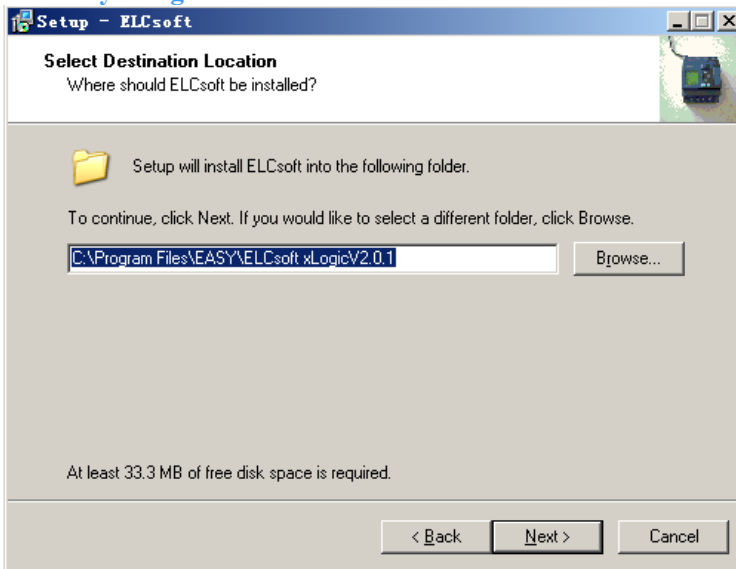 Setup - ELCsoft
Select Destination Location
Where should ELCsoft be installed?
Setup will install ELCsoft into the following folder.
To continue, click Next. If you would like to select a different folder, click Browse.
C:\Program Files\EASY\ELCsoft xLogicV2.0.1
Browse...
At least 33.3 MB of free disk space is required.
< Back
Next >
Cancel